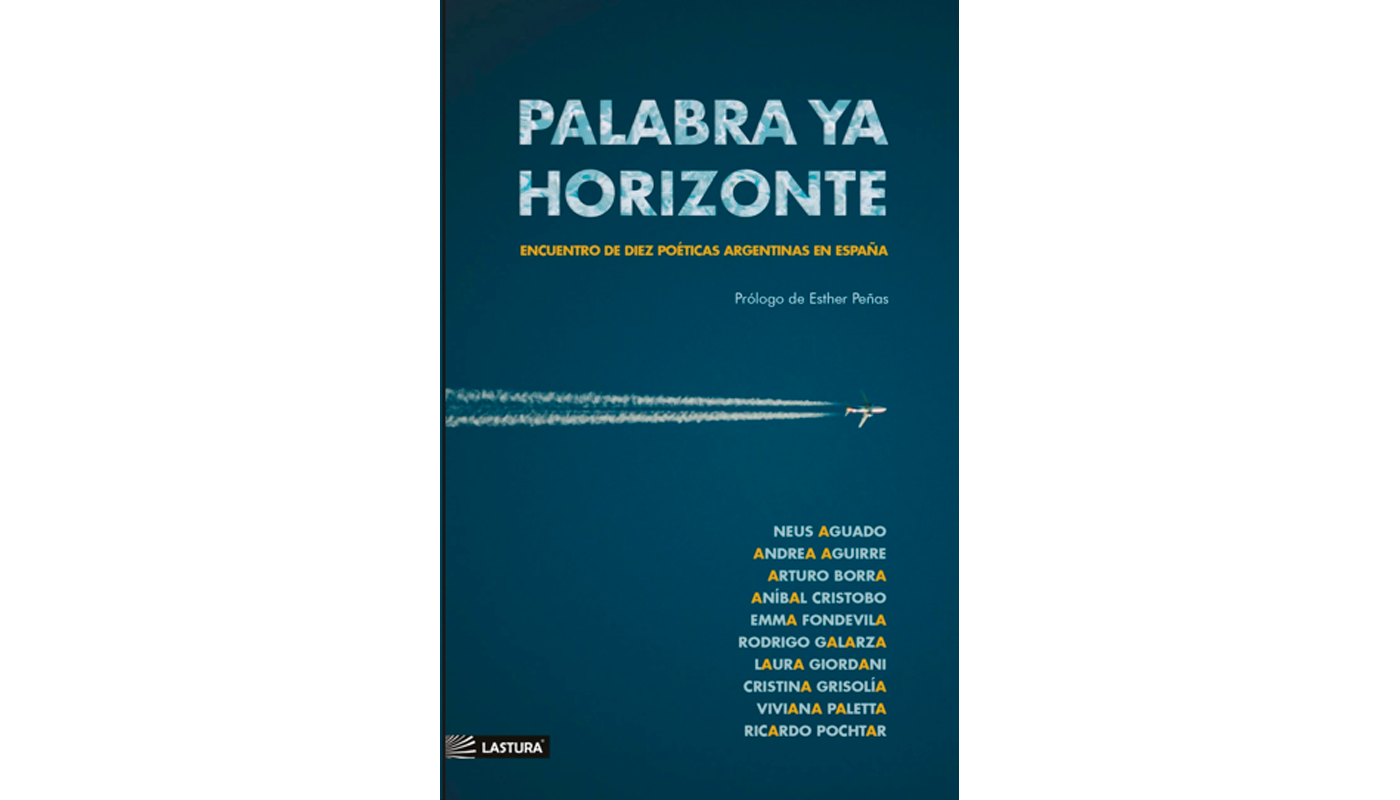 PALABRA YA
HORIZONTE
ENCUENTRO DE DIEZ POÉTICAS ARGENTINAS EN ESPAÑA
Prólogo de Esther Peñas
NEUS AGUADO
ANDREA AGUIRRE
ARTURO BORRA
ANÍBAL CRISTOBO
EMMA FONDEVILA
RODRIGO GALARZA
LAURA GIORDANI
CRISTINA GRISOLÍA
VIVIANA PALETTA
RICARDO POCHTAR
LASTURA